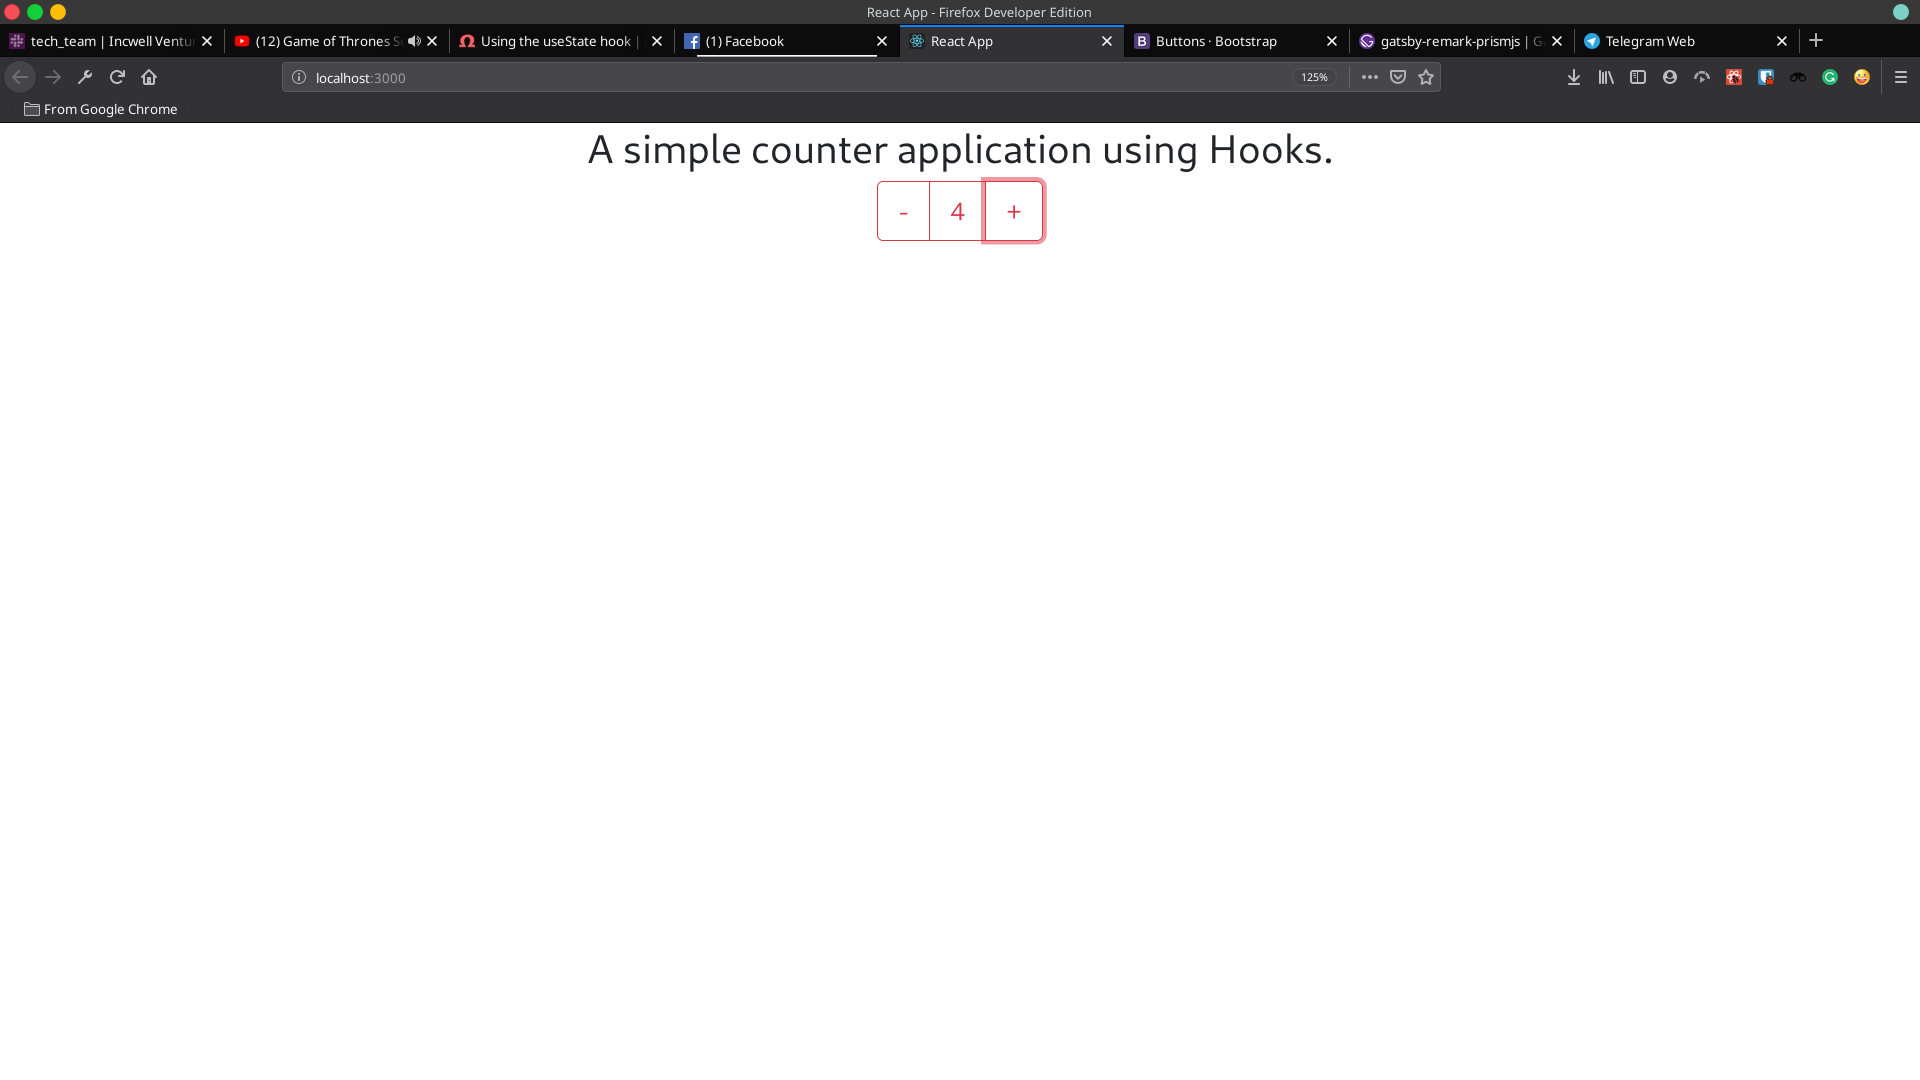 React App - Firefox Developer Edition
tech_team | Incwell Ventu
(12) Game of Thrones S
Using the useState hook |
(1) Facebook
React App
Buttons · Bootstrap
gatsby-remark-prismjs | G
Telegram Web
localhost:3000
125%
From Google Chrome
A simple counter application using Hooks.
- 4 +